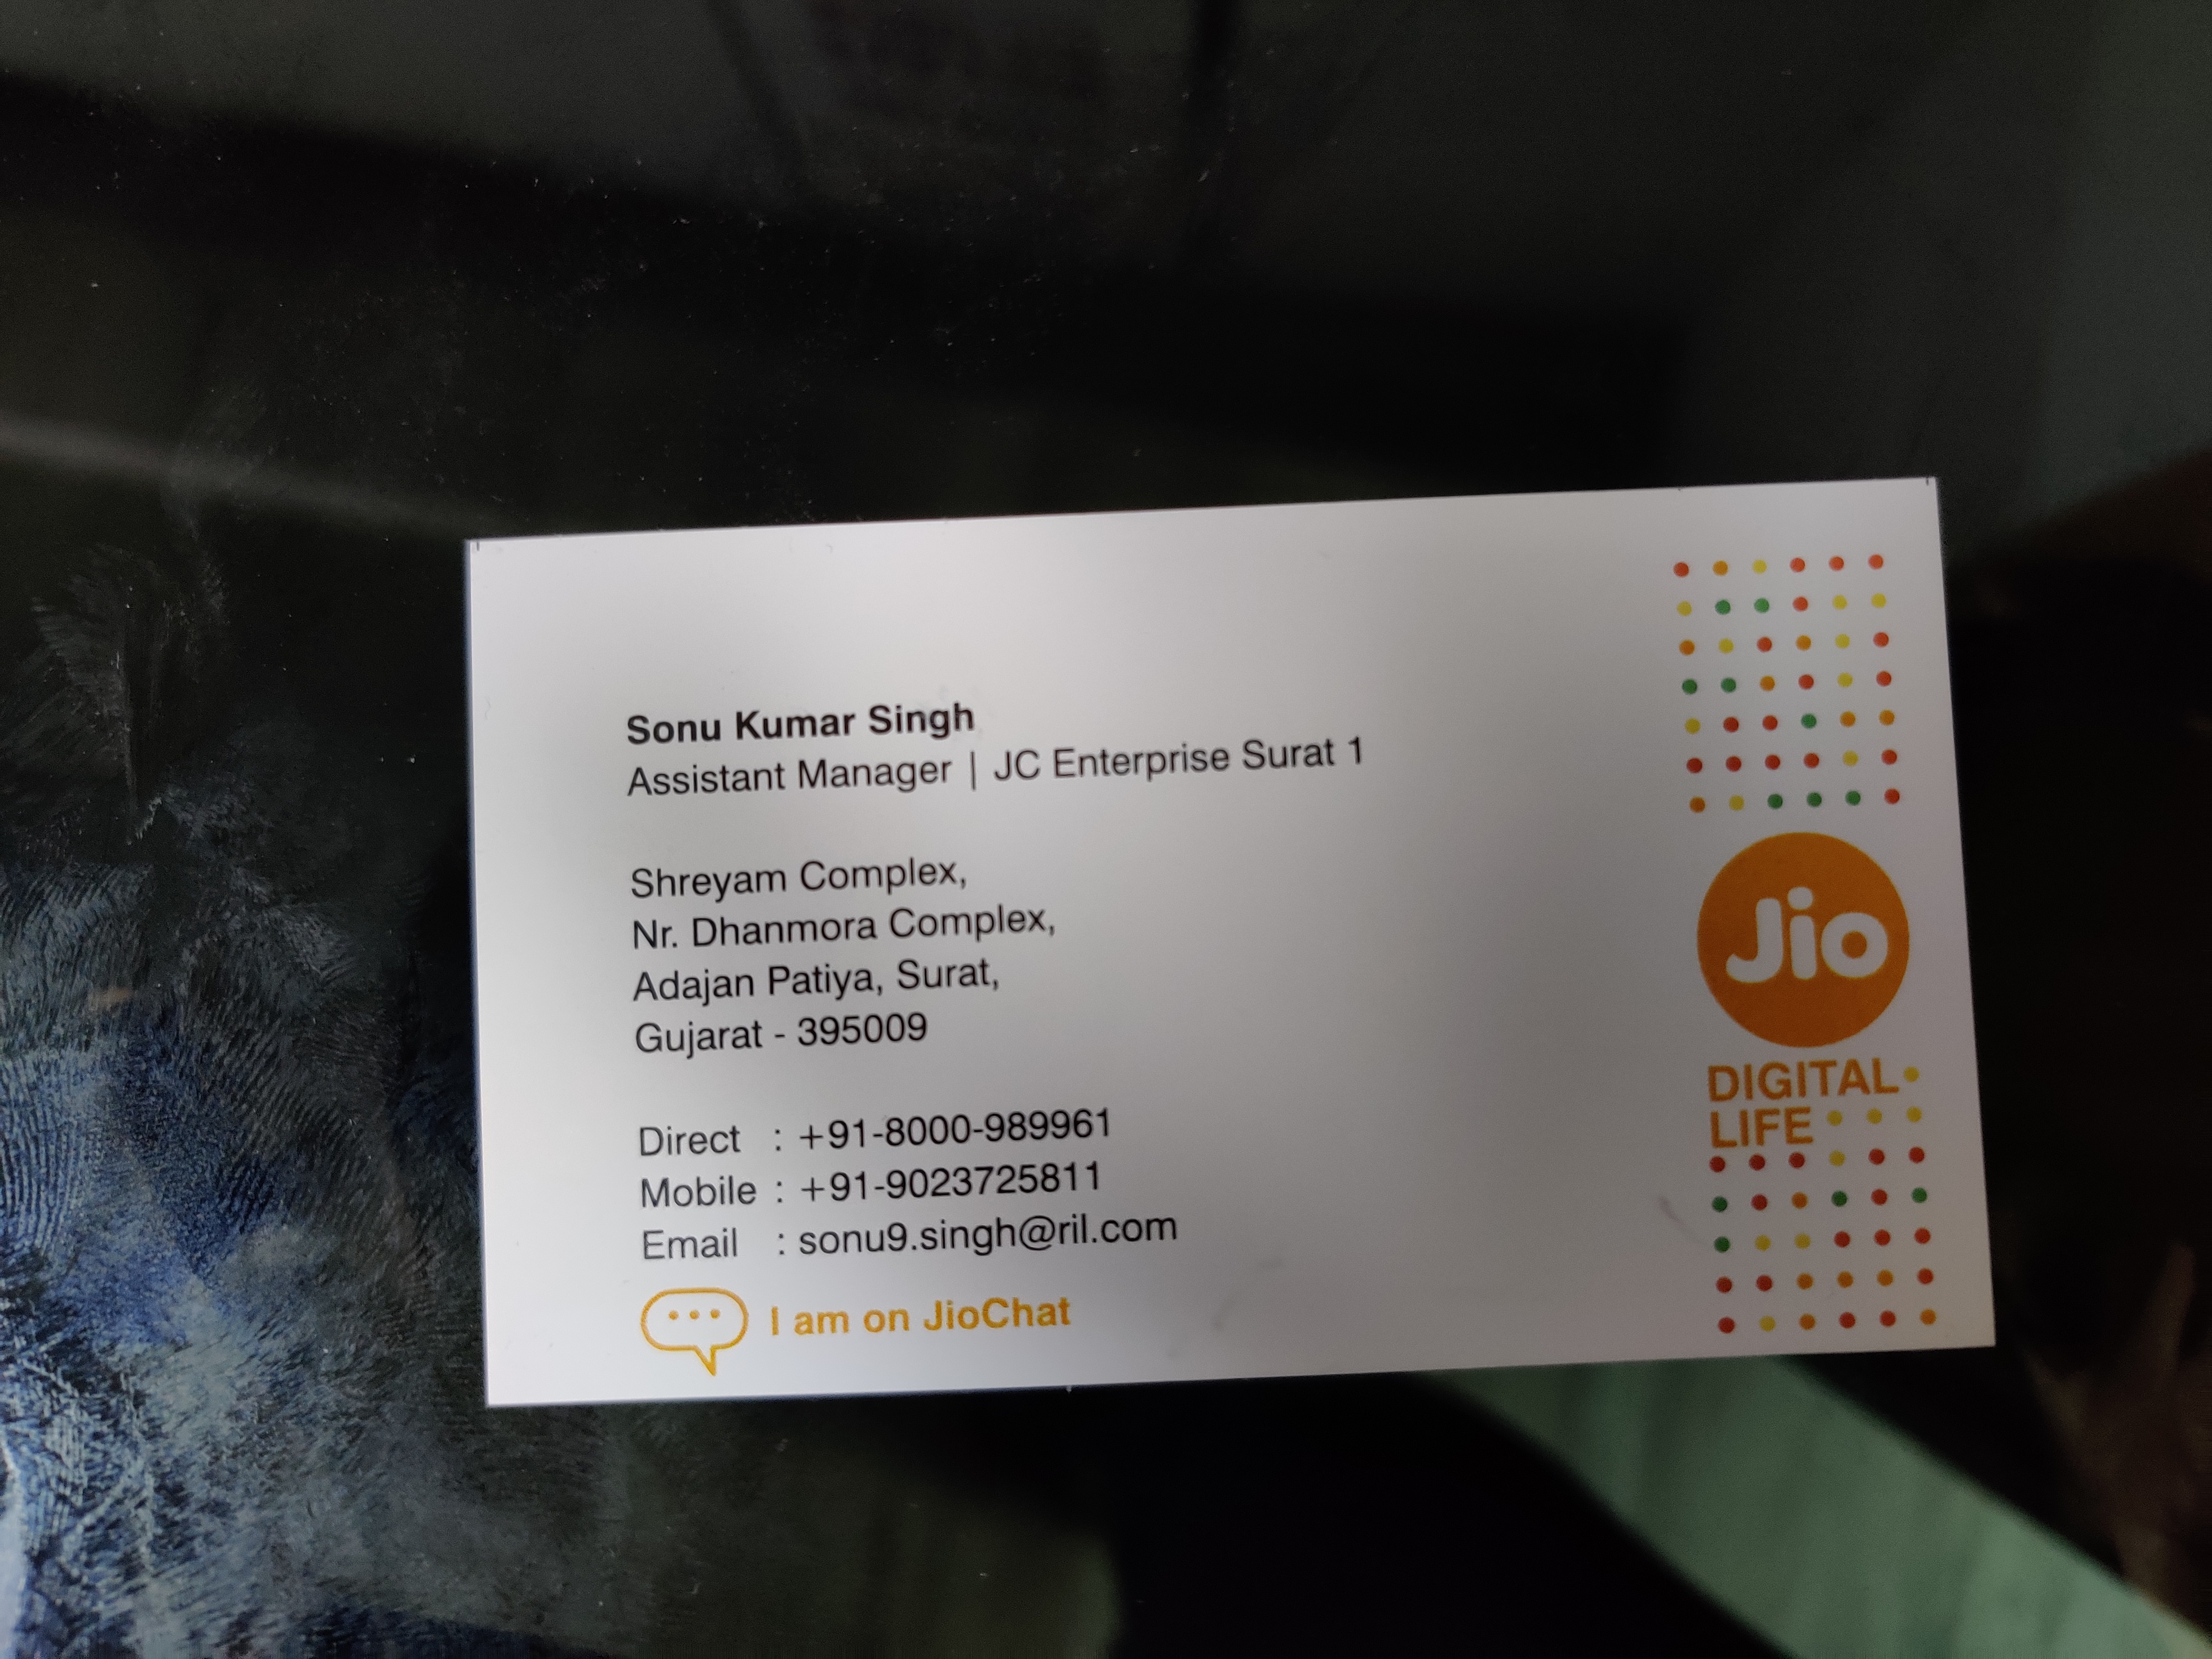 Sonu Kumar Singh
Assistant Manager | JC Enterprise Surat 1
Shreyam Complex,
Nr. Dhanmora Complex,
Adajan Patiya, Surat,
Gujarat - 395009
Direct : +91-8000-989961
Mobile : +91-9023725811
Email : sonu9.singh@ril.com
I am on JioChat
Jio
DIGITAL
LIFE